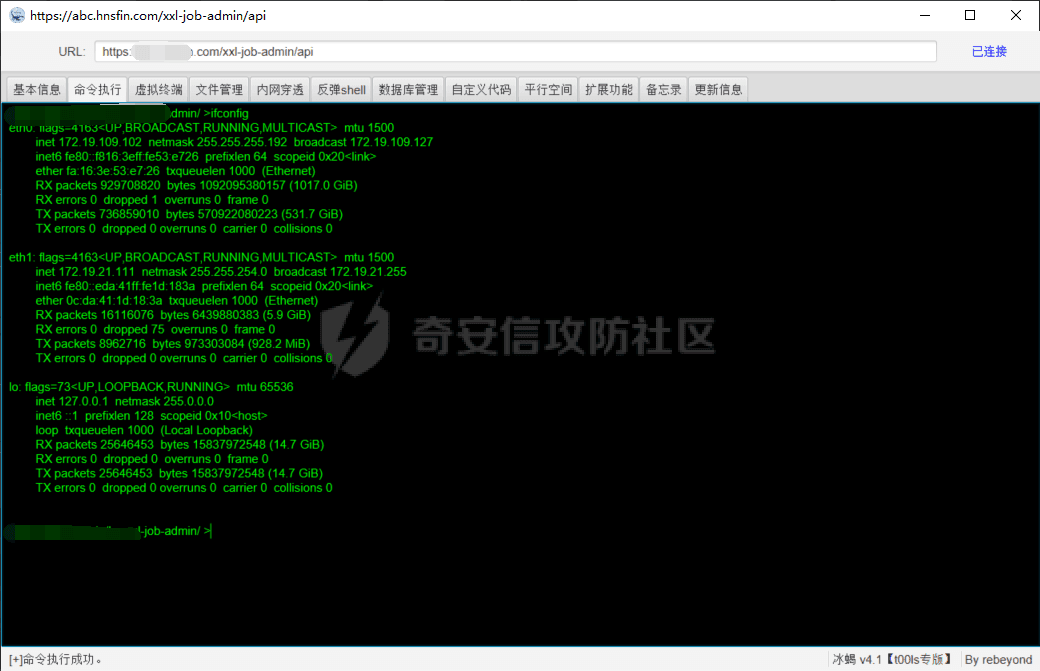 https://abc.hnsfin.com/xxl-job-admin/api
URL: https: .com/xxl-job-admin/api 已连接
基本信息 命令执行 虚拟终端 文件管理 内网穿透 反弹shell 数据库管理 自定义代码 平行空间 扩展功能 备忘录 更新信息
dmin/ >ifconfig
eth0: flags=4163<UP,BROADCAST,RUNNING,MULTICAST> mtu 1500
inet 172.19.109.102 netmask 255.255.255.192 broadcast 172.19.109.127
inet6 fe80::f816:3eff:fe53:e726 prefixlen 64 scopeid 0x20<link>
ether fa:16:3e:53:e7:26 txqueuelen 1000 (Ethernet)
RX packets 929708820 bytes 1092095380157 (1017.0 GiB)
RX errors 0 dropped 1 overruns 0 frame 0
TX packets 736859010 bytes 570922080223 (531.7 GiB)
TX errors 0 dropped 0 overruns 0 carrier 0 collisions 0
eth1: flags=4163<UP,BROADCAST,RUNNING,MULTICAST> mtu 1500
inet 172.19.21.111 netmask 255.255.254.0 broadcast 172.19.21.255
inet6 fe80::eda:41ff:fe1d:183a prefixlen 64 scopeid 0x20<link>
ether 0c:da:41:1d:18:3a txqueuelen 1000 (Ethernet)
RX packets 16116076 bytes 6439880383 (5.9 GiB)
RX errors 0 dropped 75 overruns 0 frame 0
TX packets 8962716 bytes 973303084 (928.2 MiB)
TX errors 0 dropped 0 overruns 0 carrier 0 collisions 0
奇安信攻防社区
lo: flags=73<UP,LOOPBACK,RUNNING> mtu 65536
inet 127.0.0.1 netmask 255.0.0.0
inet6 ::1 prefixlen 128 scopeid 0x10<host>
loop txqueuelen 1000 (Local Loopback)
RX packets 25646453 bytes 15837972548 (14.7 GiB)
RX errors 0 dropped 0 overruns 0 frame 0
TX packets 25646453 bytes 15837972548 (14.7 GiB)
TX errors 0 dropped 0 overruns 0 carrier 0 collisions 0
l-job-admin/ >
[+]命令执行成功。 冰蝎 v4.1【t00ls专版】 By rebeyond